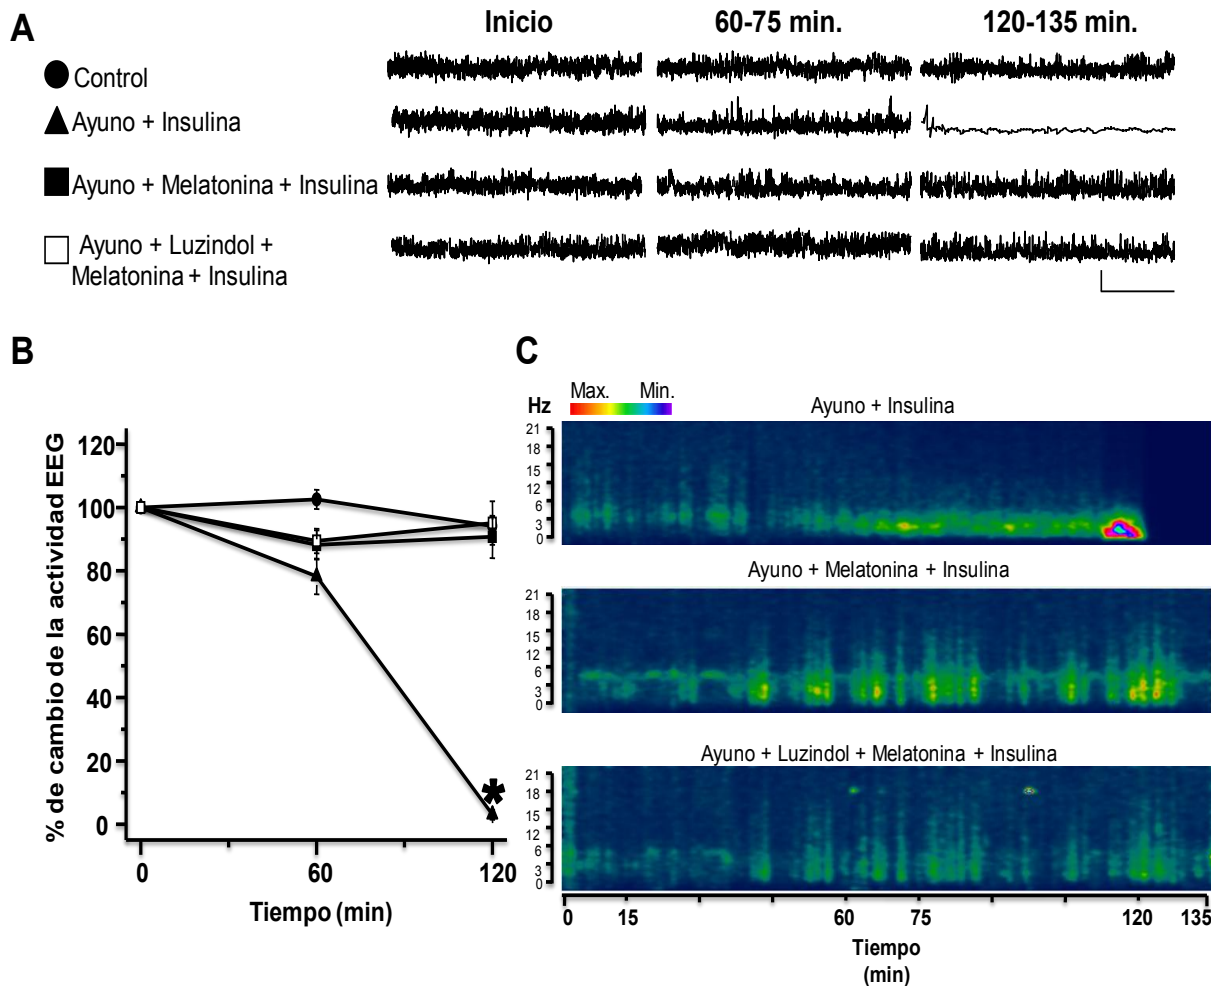 A
Inicio
60-75 min.
120-135 min.
Control
Ayuno + Insulina
Ayuno + Melatonina + Insulina
Ayuno + Luzindol +
Melatonina + Insulina
B
% de cambio de la actividad EEG
120
100
80
60
40
20
0
*
0
60
120
Tiempo (min)
C
Max.
Min.
Hz
Ayuno + Insulina
21
18
15
12
9
6
3
0
Ayuno + Melatonina + Insulina
21
18
15
12
9
6
3
0
Ayuno + Luzindol + Melatonina + Insulina
21
18
15
12
9
6
3
0
0
15
60
75
120
135
Tiempo
(min)